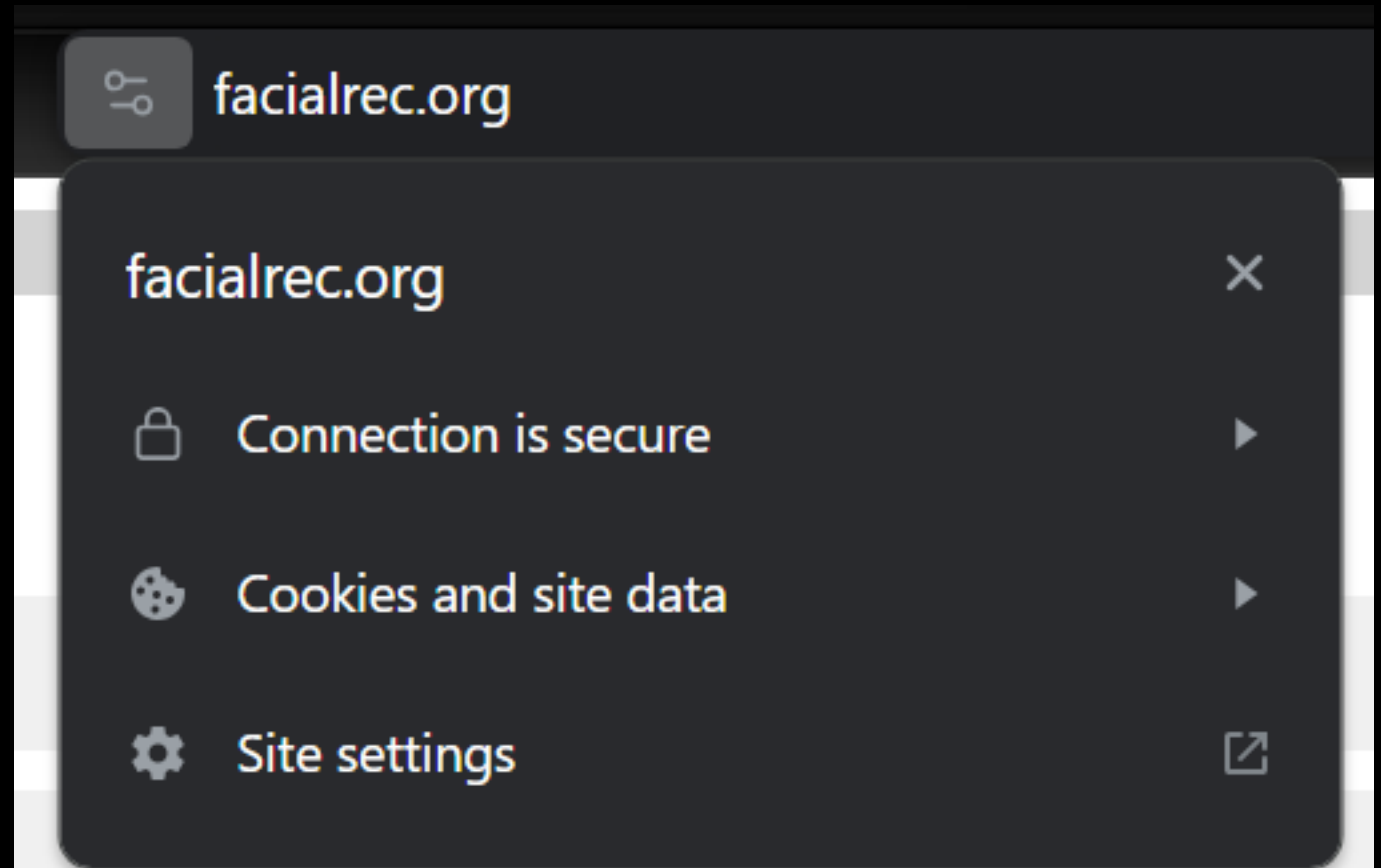 facialrec.org
facialrec.org
Connection is secure
Cookies and site data
Site settings